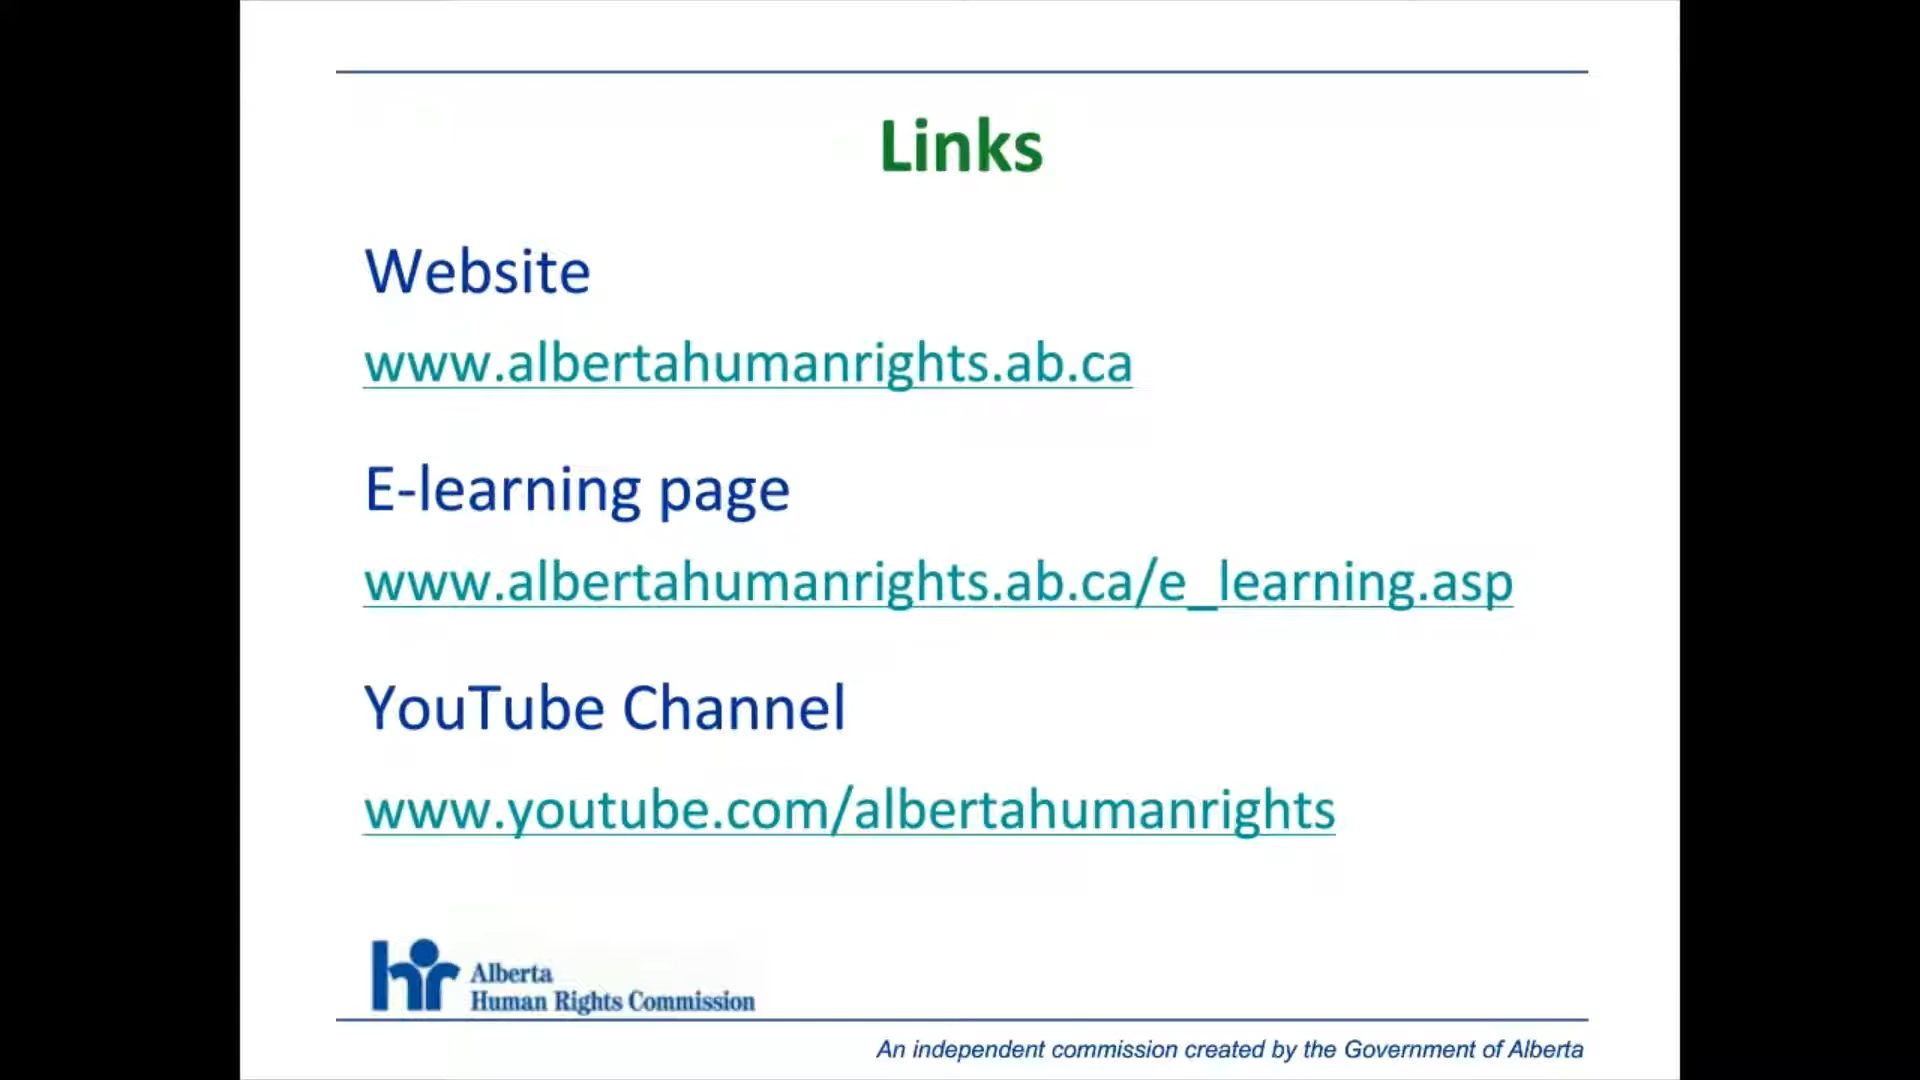 Links
Website
www.albertahumanrights.ab.ca
E-learning page
www.albertahumanrights.ab.ca/e_learning.asp
YouTube Channel
www.youtube.com/albertahumanrights
hr
Alberta
Human Rights Commission
An independent commission created by the Government of Alberta